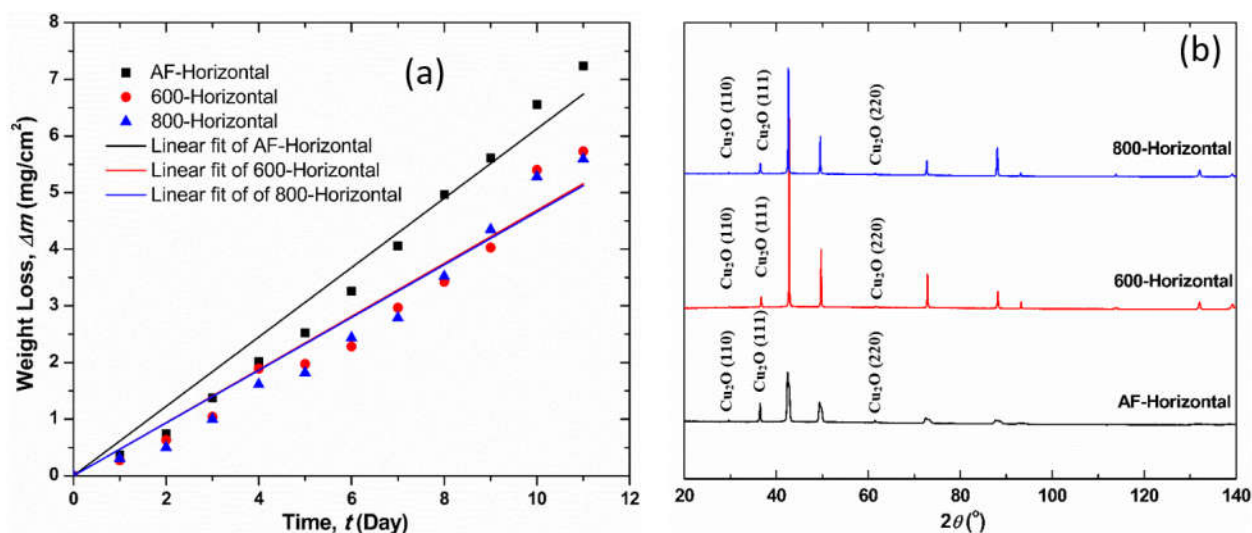 (a)
AF-Horizontal
600-Horizontal
800-Horizontal
Linear fit of AF-Horizontal
Linear fit of 600-Horizontal
Linear fit of of 800-Horizontal
Weight Loss, Δm (mg/cm²)
8
7
6
5
4
3
2
1
0
0 2 4 6 8 10 12
Time, t (Day)
(b)
Cu₂O (110)
Cu₂O (111)
Cu₂O (220)
800-Horizontal
Cu₂O (110)
Cu₂O (111)
Cu₂O (220)
600-Horizontal
Cu₂O (110)
Cu₂O (111)
Cu₂O (220)
AF-Horizontal
20 40 60 80 100 120 140
2θ (°)